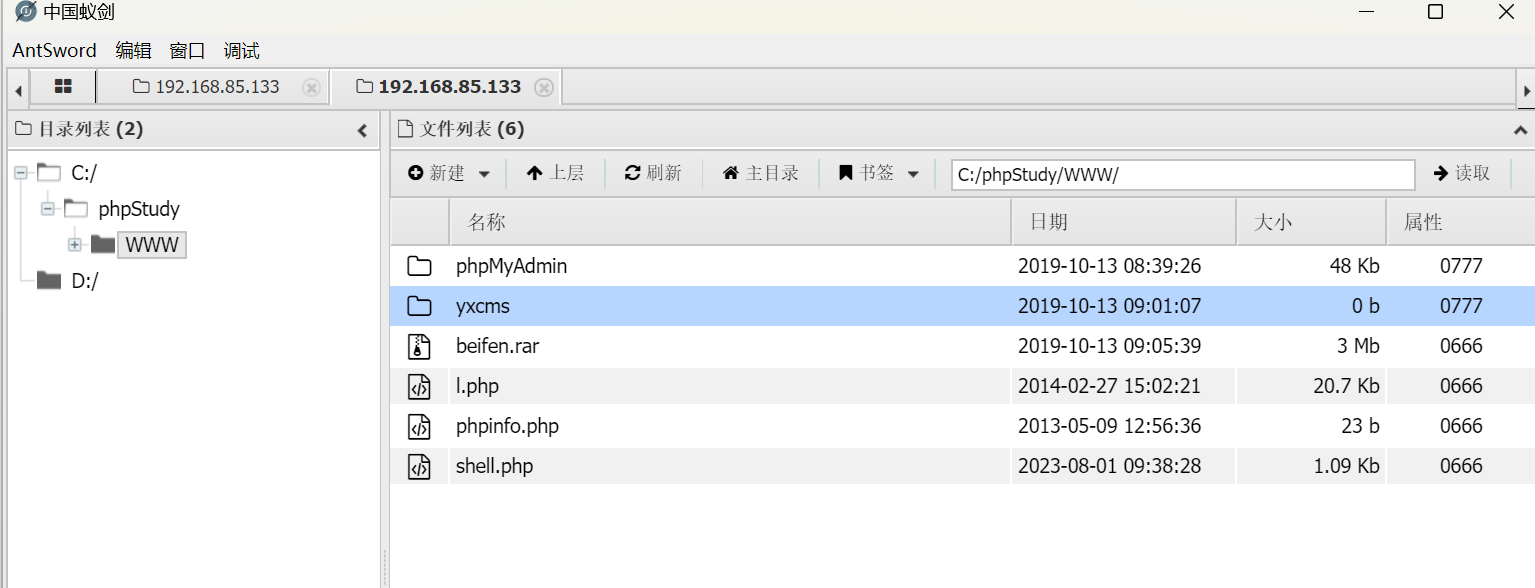 中国蚁剑
AntSword 编辑 窗口 调试
192.168.85.133 192.168.85.133
目录列表 (2)
C:/
phpStudy
WWW
D:/
文件列表 (6)
新建 上层 刷新 主目录 书签 C:/phpStudy/WWW/ 读取
名称 日期 大小 属性
phpMyAdmin 2019-10-13 08:39:26 48 Kb 0777
yxcms 2019-10-13 09:01:07 0 b 0777
beifen.rar 2019-10-13 09:05:39 3 Mb 0666
l.php 2014-02-27 15:02:21 20.7 Kb 0666
phpinfo.php 2013-05-09 12:56:36 23 b 0666
shell.php 2023-08-01 09:38:28 1.09 Kb 0666